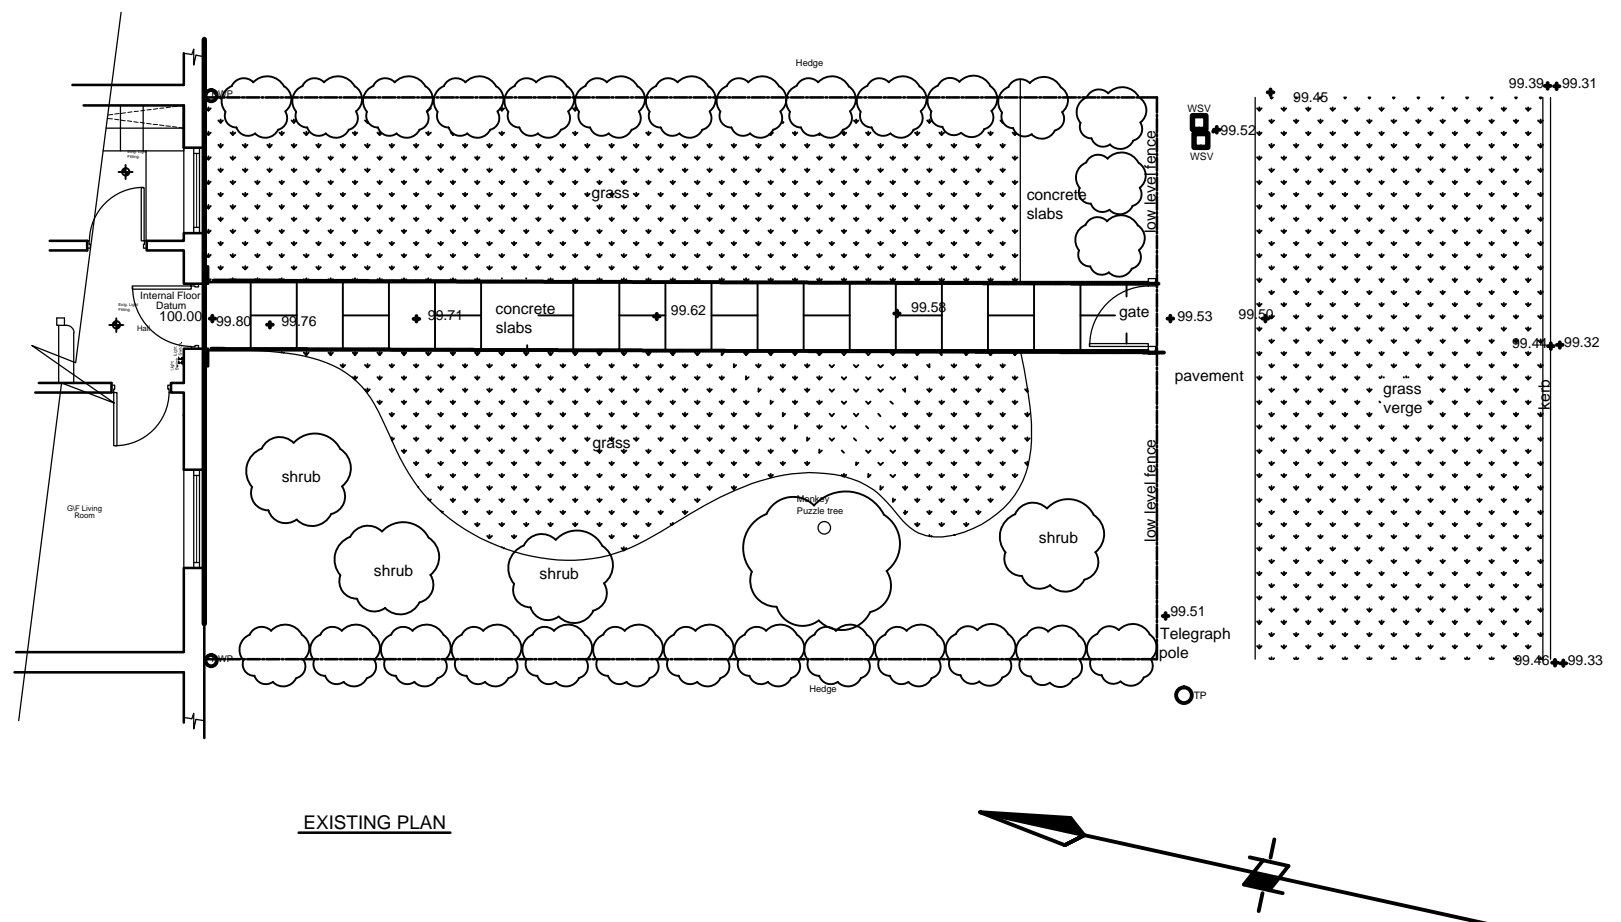 Hedge
WP
99.39
99.31
99.45
WSV
99.52
WSV
low level fence
grass
concrete
slabs
Internal Floor
Datum
100.00
Hall
99.80
99.76
99.71
concrete
slabs
99.62
99.58
gate
99.53
99.50
99.44
99.32
pavement
grass
verge
kerb
grass
low level fence
shrub
Monkey
Puzzle tree
G\F Living
Room
shrub
shrub
shrub
99.51
Telegraph
pole
WP
99.46
99.33
Hedge
TP
EXISTING PLAN